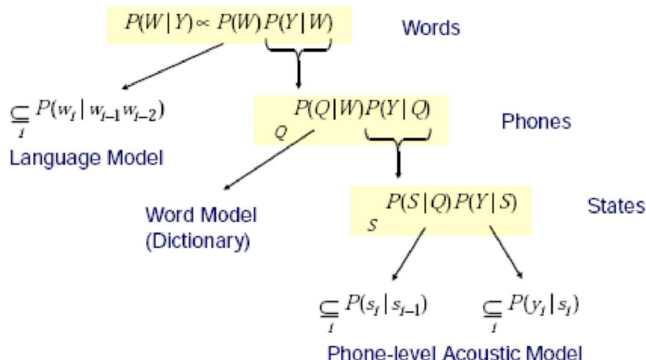 P(W | Y) ∝ P(W)P(Y | W)
Words
⊆ P(w_i | w_{i-1} w_{i-2})
i
Language Model
P(Q | W)P(Y | Q)
Q
Phones
Word Model
(Dictionary)
P(S | Q)P(Y | S)
S
States
⊆ P(s_i | s_{i-1})
i
⊆ P(y_i | s_i)
i
Phone-level Acoustic Model